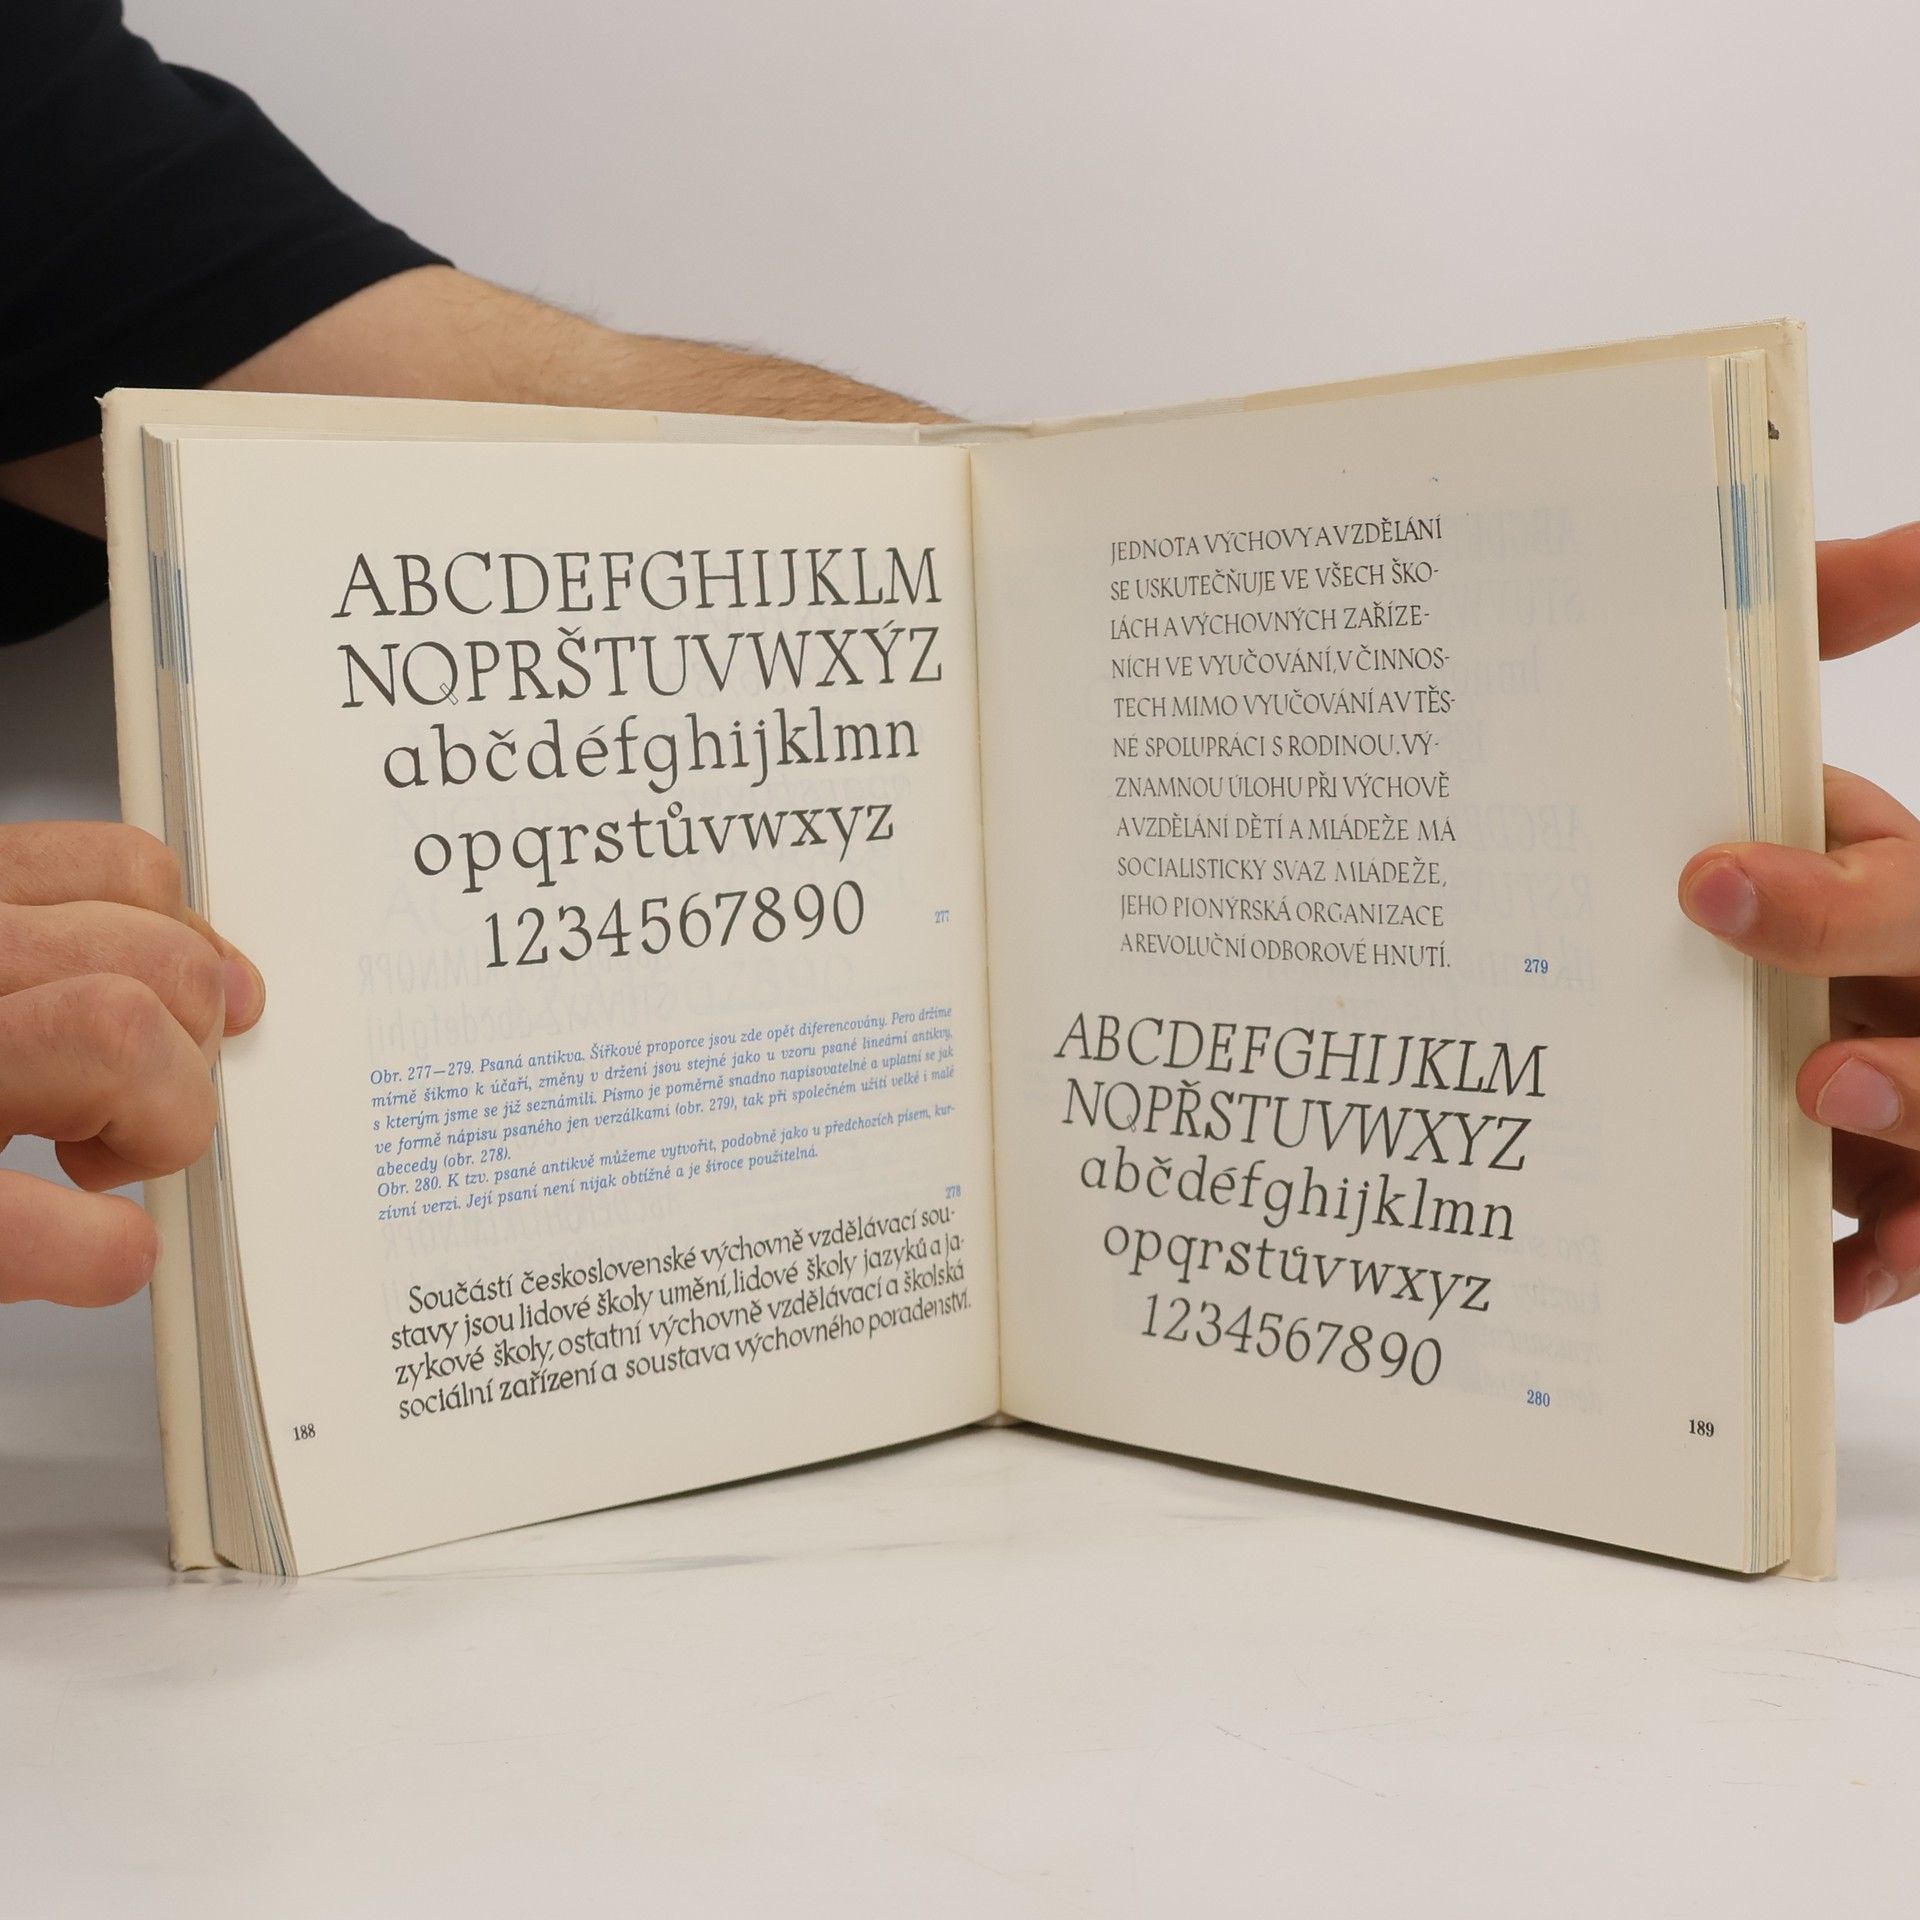 ABCDEFGHIJKLM
NOPQRŠTUVWXÝZ
abčdéfghijklmn
opqrstůvwxyz
1234567890
277
Obr. 277—279. Psaná antikva. Šířkové proporce jsou zde opět diferencovány. Pero držíme
mírně šikmo k účaří, změny v držení jsou stejné jako u vzoru psané lineární antikvy,
s kterým jsme se již seznámili. Písmo je poměrně snadno napisovatelné a uplatní se jak
ve formě nápisu psaného jen verzálkami (obr. 279), tak při společném užití velké i malé
abecedy (obr. 278).
Obr. 280. K tzv. psané antikvě můžeme vytvořit, podobně jako u předchozích písem, kur-
zívní verzi. Její psaní není nijak obtížné a je široce použitelná.
278
Součástí československé výchovně vzdělávací sou-
stavy jsou lidové školy umění, lidové školy jazyků a ja-
zykové školy, ostatní výchovně vzdělávací a školská
sociální zařízení a soustava výchovného poradenství.
188
JEDNOTA VÝCHOVY A VZDĚLÁNÍ
SE USKUTEČŇUJE VE VŠECH ŠKO-
LÁCH A VÝCHOVNÝCH ZAŘÍZE-
NÍCH VE VYUČOVÁNÍ, V ČINNOS-
TECH MIMO VYUČOVÁNÍ A V TĚS-
NÉ SPOLUPRÁCI S RODINOU. VÝ-
ZNAMNOU ÚLOHU PŘI VÝCHOVĚ
A VZDĚLÁNÍ DĚTÍ A MLÁDEŽE MÁ
SOCIALISTICKÝ SVAZ MLÁDEŽE,
JEHO PIONÝRSKÁ ORGANIZACE
A REVOLUČNÍ ODBOROVÉ HNUTÍ.
279
ABCDEFGHIJKLM
NQPŘSTUVWXYZ
abčdéfghijklmn
opqrstůvwxyz
1234567890
280
189